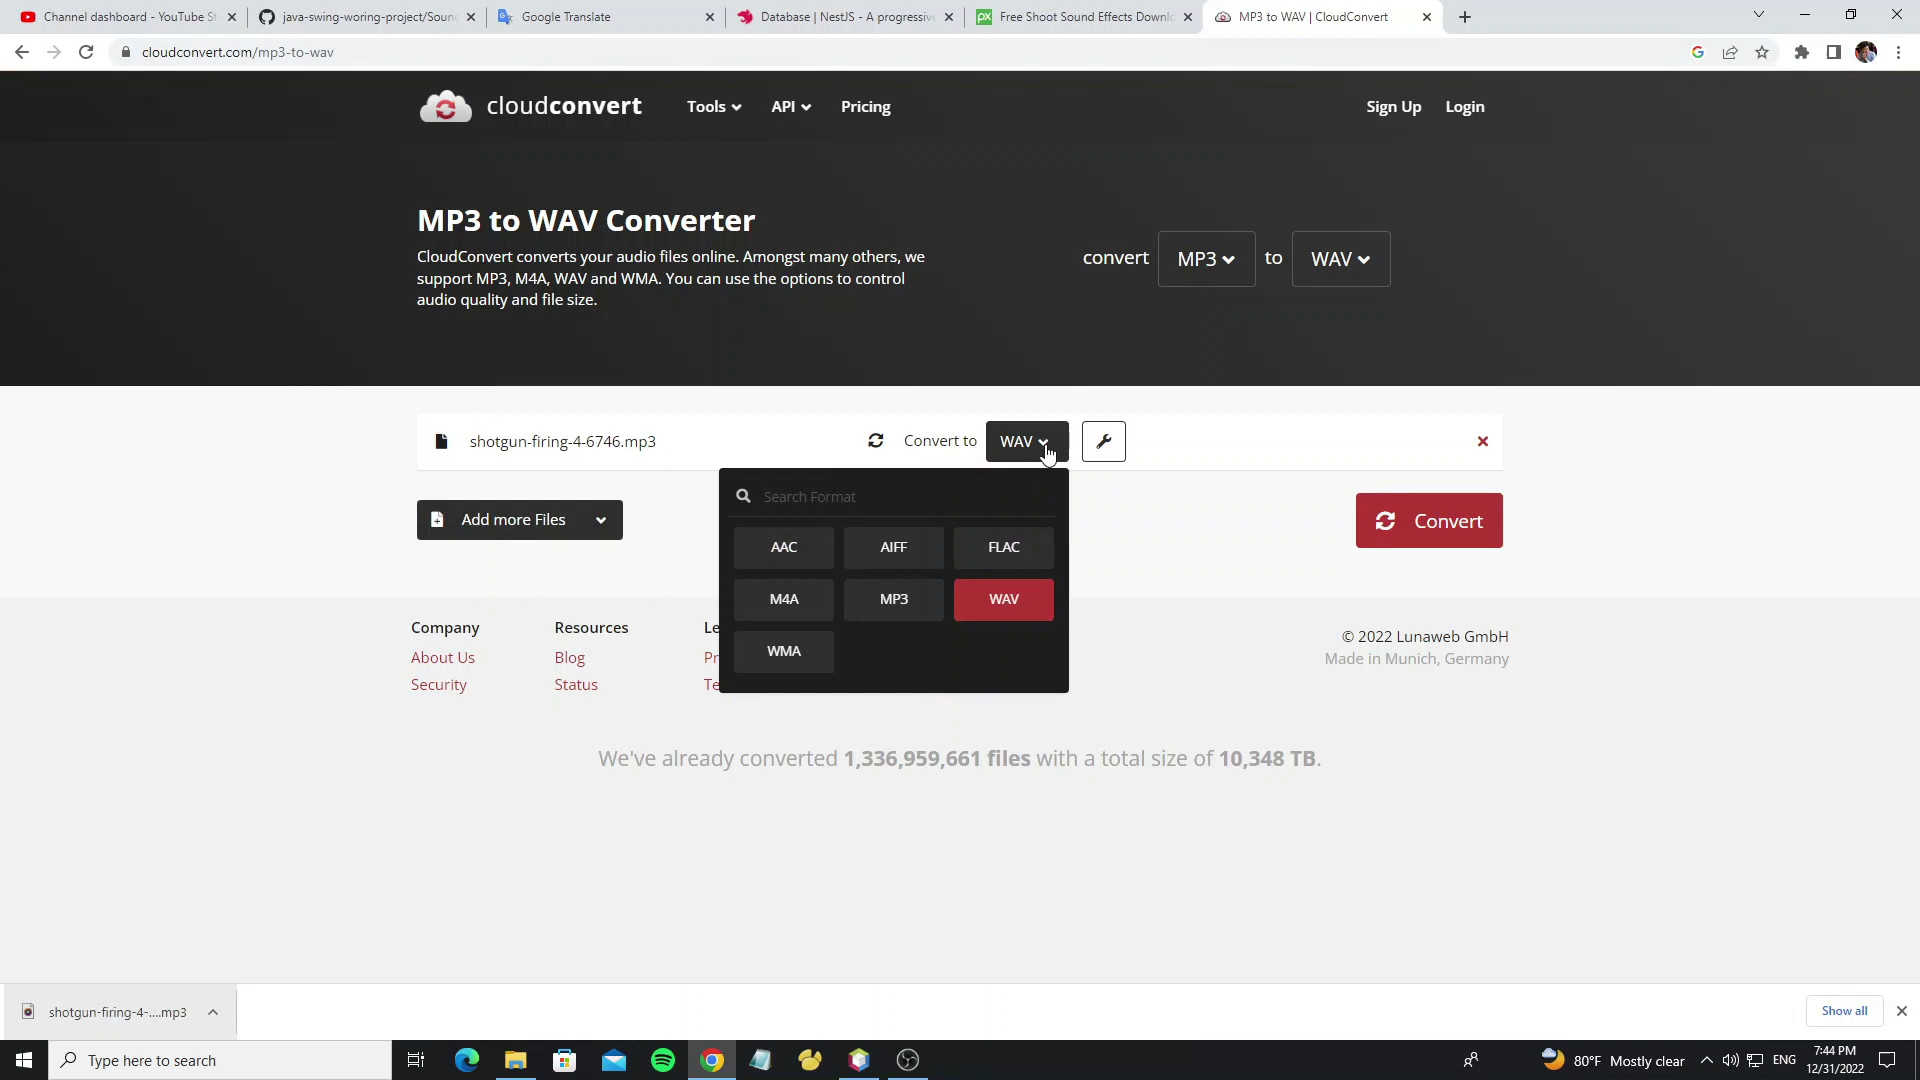 Channel dashboard - YouTube St
java-swing-woring-project/Soun
Google Translate
Database | NestJS - A progressive
Free Shoot Sound Effects Downlo
MP3 to WAV | CloudConvert
cloudconvert.com/mp3-to-wav
cloudconvert
Tools
API
Pricing
Sign Up
Login
MP3 to WAV Converter
CloudConvert converts your audio files online. Amongst many others, we
support MP3, M4A, WAV and WMA. You can use the options to control
audio quality and file size.
convert MP3 to WAV
shotgun-firing-4-6746.mp3
Convert to WAV
Search Format
AAC AIFF FLAC
M4A MP3 WAV
WMA
Add more Files
Convert
Company
About Us
Security
Resources
Blog
Status
Le
Pr
Te
© 2022 Lunaweb GmbH
Made in Munich, Germany
We've already converted 1,336,959,661 files with a total size of 10,348 TB.
shotgun-firing-4-....mp3
Show all
Type here to search
80°F Mostly clear
ENG
7:44 PM
12/31/2022